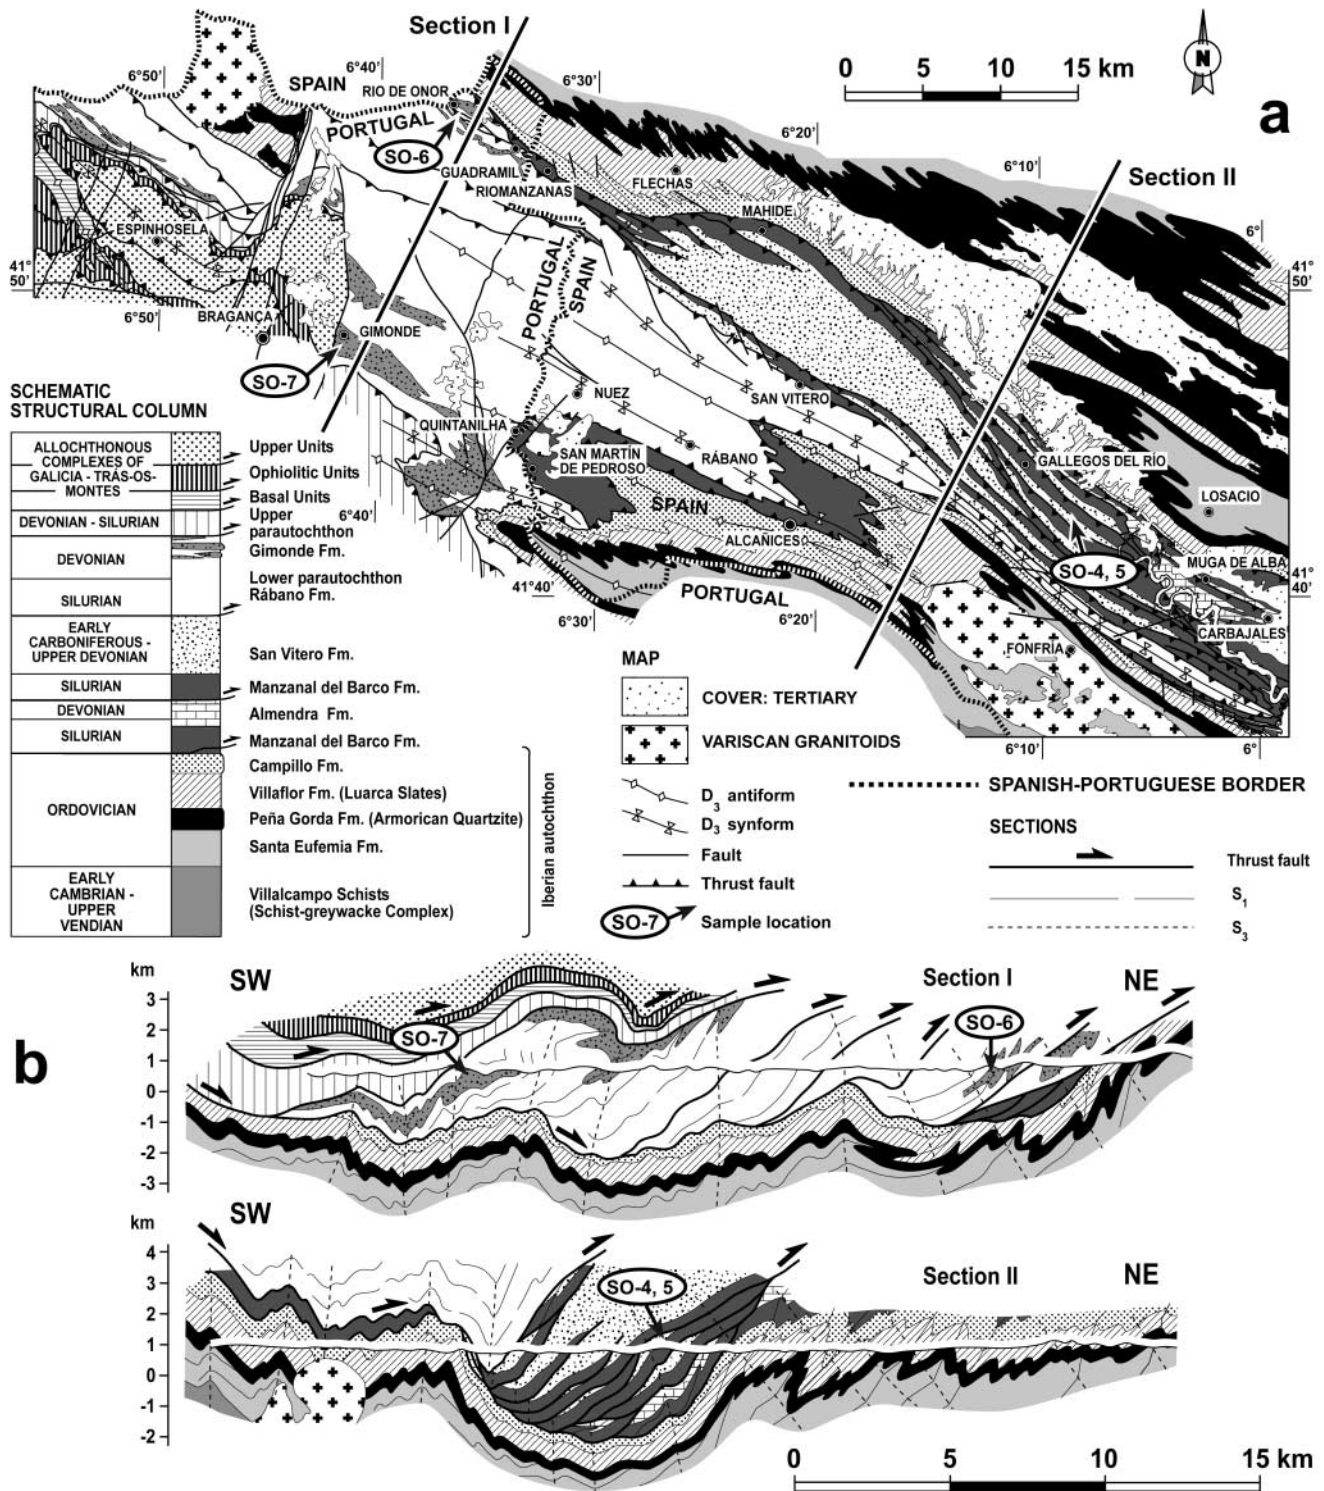 Section I
0 5 10 15 km
N
a
6°50'
6°40'
6°30'
6°20'
6°10'
6°
SPAIN
RIO DE ONOR
PORTUGAL
SO-6
GUADRAMIL
RIOMANZANAS
FLECHAS
MAHIDE
Section II
ESPINHOSELA
41°
50'
41°
50'
6°50'
BRAGANÇA
GIMONDE
PORTUGAL
SPAIN
SO-7
NUEZ
SAN VITERO
QUINTANILHA
SAN MARTÍN
DE PEDROSO
RÁBANO
GALLEGOS DEL RÍO
LOSACIO
SPAIN
ALCAÑICES
SO-4, 5
MUGA DE ALBA
41°
40'
CARBAJALES
6°40'
41°40'
6°30'
PORTUGAL
6°20'
FONFRÍA
6°10'
6°
SCHEMATIC
STRUCTURAL COLUMN
ALLOCHTHONOUS
COMPLEXES OF
GALICIA - TRÁS-OS-
MONTES
Upper Units
Ophiolitic Units
Basal Units
DEVONIAN - SILURIAN
Upper
parautochthon
DEVONIAN
Gimonde Fm.
SILURIAN
Lower parautochthon
Rábano Fm.
EARLY
CARBONIFEROUS -
UPPER DEVONIAN
San Vitero Fm.
SILURIAN
Manzanal del Barco Fm.
DEVONIAN
Almendra Fm.
SILURIAN
Manzanal del Barco Fm.
ORDOVICIAN
Campillo Fm.
Villaflor Fm. (Luarca Slates)
Peña Gorda Fm. (Armorican Quartzite)
Santa Eufemia Fm.
EARLY
CAMBRIAN -
UPPER
VENDIAN
Villalcampo Schists
(Schist-greywacke Complex)
Iberian autochthon
MAP
COVER: TERTIARY
VARISCAN GRANITOIDS
D3 antiform
D3 synform
Fault
Thrust fault
SO-7 Sample location
SPANISH-PORTUGUESE BORDER
SECTIONS
Thrust fault
S1
S3
b
km
SW
Section I
NE
3
2
1
0
-1
-2
-3
SO-7
SO-6
km
SW
Section II
NE
4
3
2
1
0
-1
-2
SO-4, 5
0 5 10 15 km